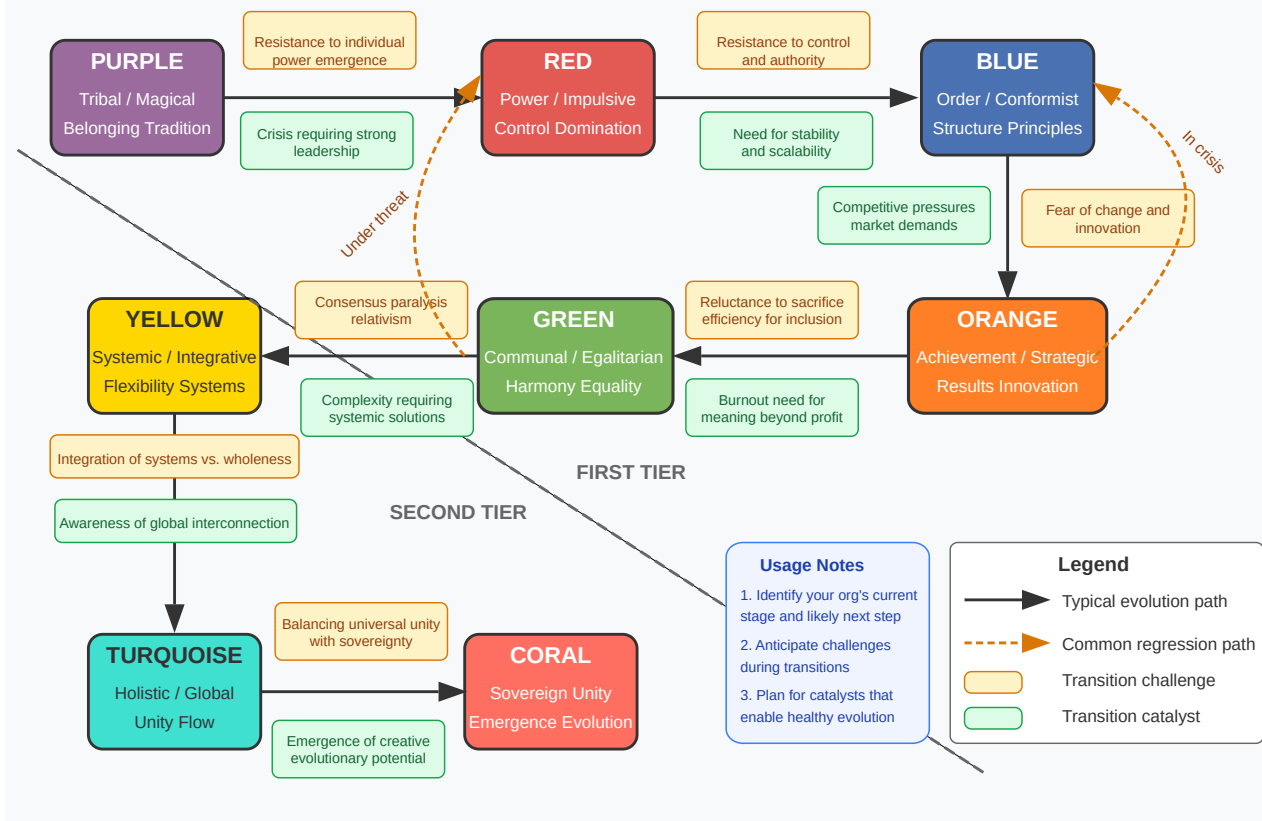 PURPLE
Tribal / Magical
Belonging Tradition
Resistance to individual
power emergence
Crisis requiring strong
leadership
RED
Power / Impulsive
Control Domination
Resistance to control
and authority
Need for stability
and scalability
BLUE
Order / Conformist
Structure Principles
In crisis
Under threat
Competitive pressures
market demands
Fear of change and
innovation
YELLOW
Systemic / Integrative
Flexibility Systems
Consensus paralysis
relativism
Complexity requiring
systemic solutions
GREEN
Communal / Egalitarian
Harmony Equality
Reluctance to sacrifice
efficiency for inclusion
Burnout need for
meaning beyond profit
ORANGE
Achievement / Strategic
Results Innovation
Integration of systems vs. wholeness
Awareness of global interconnection
FIRST TIER
SECOND TIER
TURQUOISE
Holistic / Global
Unity Flow
Balancing universal unity
with sovereignty
Emergence of creative
evolutionary potential
CORAL
Sovereign Unity
Emergence Evolution
Usage Notes
1. Identify your org's current
stage and likely next step
2. Anticipate challenges
during transitions
3. Plan for catalysts that
enable healthy evolution
Legend
Typical evolution path
Common regression path
Transition challenge
Transition catalyst